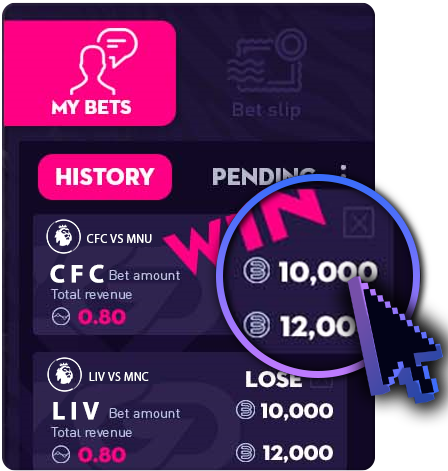 MY BETS
Bet slip
HISTORY PENDING
WIN
CFC VS MNU
CFC Bet amount 10,000
Total revenue
0.80 12,00
LIV VS MNC
LOSE
LIV Bet amount 10,000
Total revenue
0.80 12,000